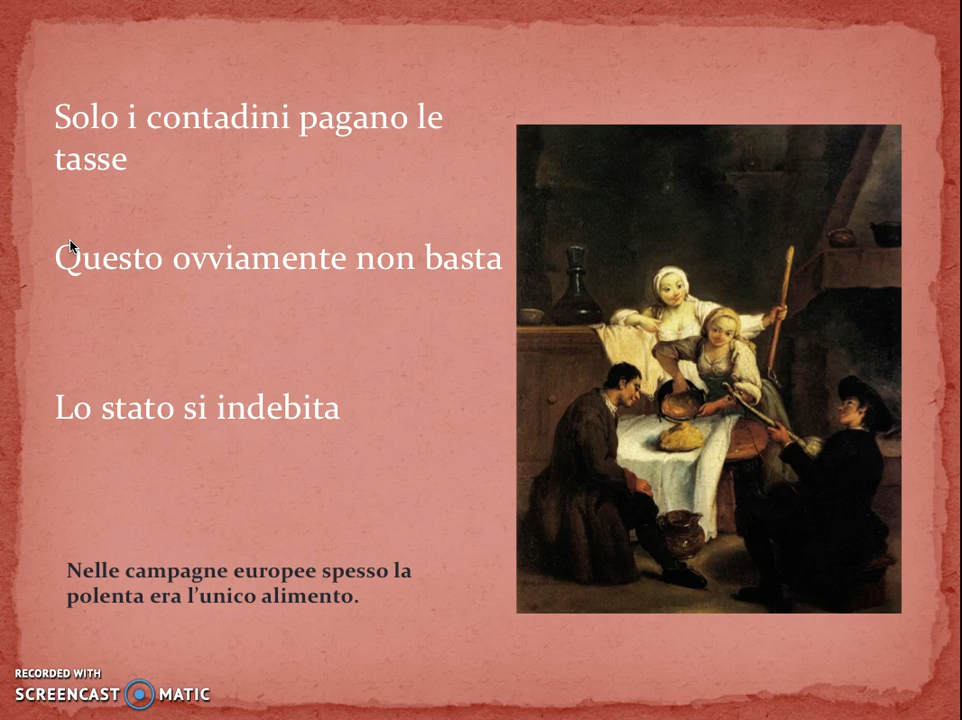 Solo i contadini pagano le
tasse
Questo ovviamente non basta
Lo stato si indebita
Nelle campagne europee spesso la
polenta era l'unico alimento.
RECORDED WITH
SCREENCAST MATIC